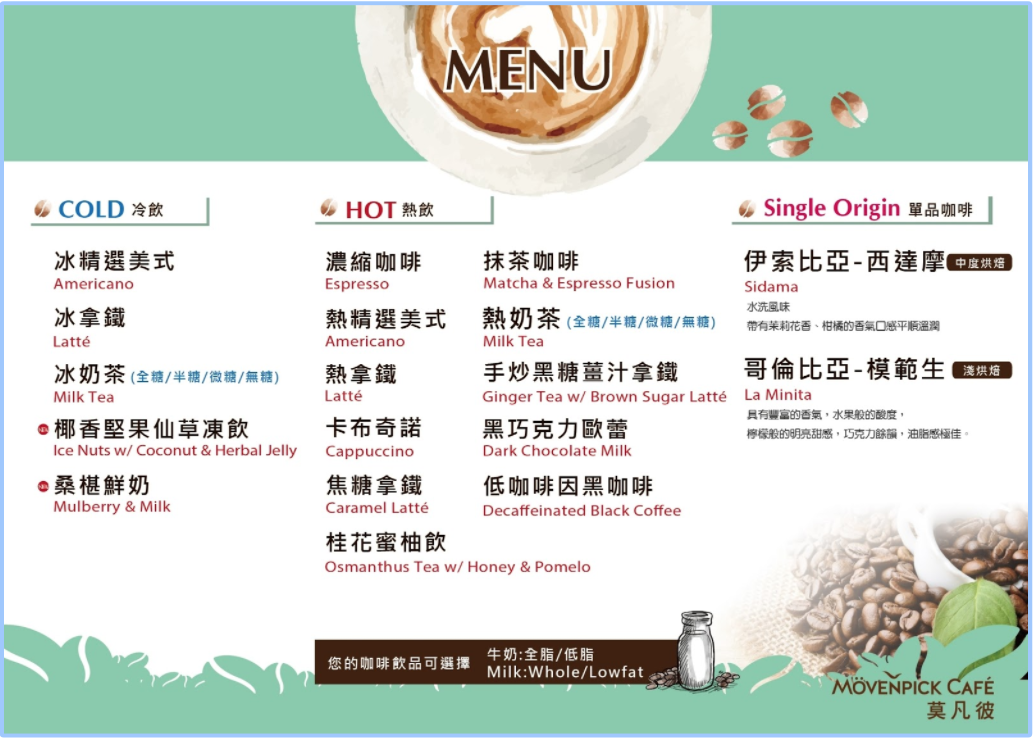 MENU
COLD 冷飲
冰精選美式
Americano
冰拿鐵
Latté
冰奶茶 (全糖/半糖/微糖/無糖)
Milk Tea
椰香堅果仙草凍飲
Ice Nuts w/ Coconut & Herbal Jelly
桑椹鮮奶
Mulberry & Milk
HOT 熱飲
濃縮咖啡
Espresso
熱精選美式
Americano
熱拿鐵
Latté
卡布奇諾
Cappuccino
焦糖拿鐵
Caramel Latté
桂花蜜柚飲
Osmanthus Tea w/ Honey & Pomelo
抹茶咖啡
Matcha & Espresso Fusion
熱奶茶 (全糖/半糖/微糖/無糖)
Milk Tea
手炒黑糖薑汁拿鐵
Ginger Tea w/ Brown Sugar Latté
黑巧克力歐蕾
Dark Chocolate Milk
低咖啡因黑咖啡
Decaffeinated Black Coffee
Single Origin 單品咖啡
伊索比亞-西達摩 中度烘焙
Sidama
水洗風味
帶有茉莉花香、柑橘的香氣口感平順溫潤
哥倫比亞-模範生 淺烘焙
La Minita
具有豐富的香氣，水果般的酸度，
檸檬般的明亮甜感，巧克力餘韻，油脂感極佳。
您的咖啡飲品可選擇
牛奶:全脂/低脂
Milk:Whole/Lowfat
MÖVENPICK CAFÉ
莫凡彼